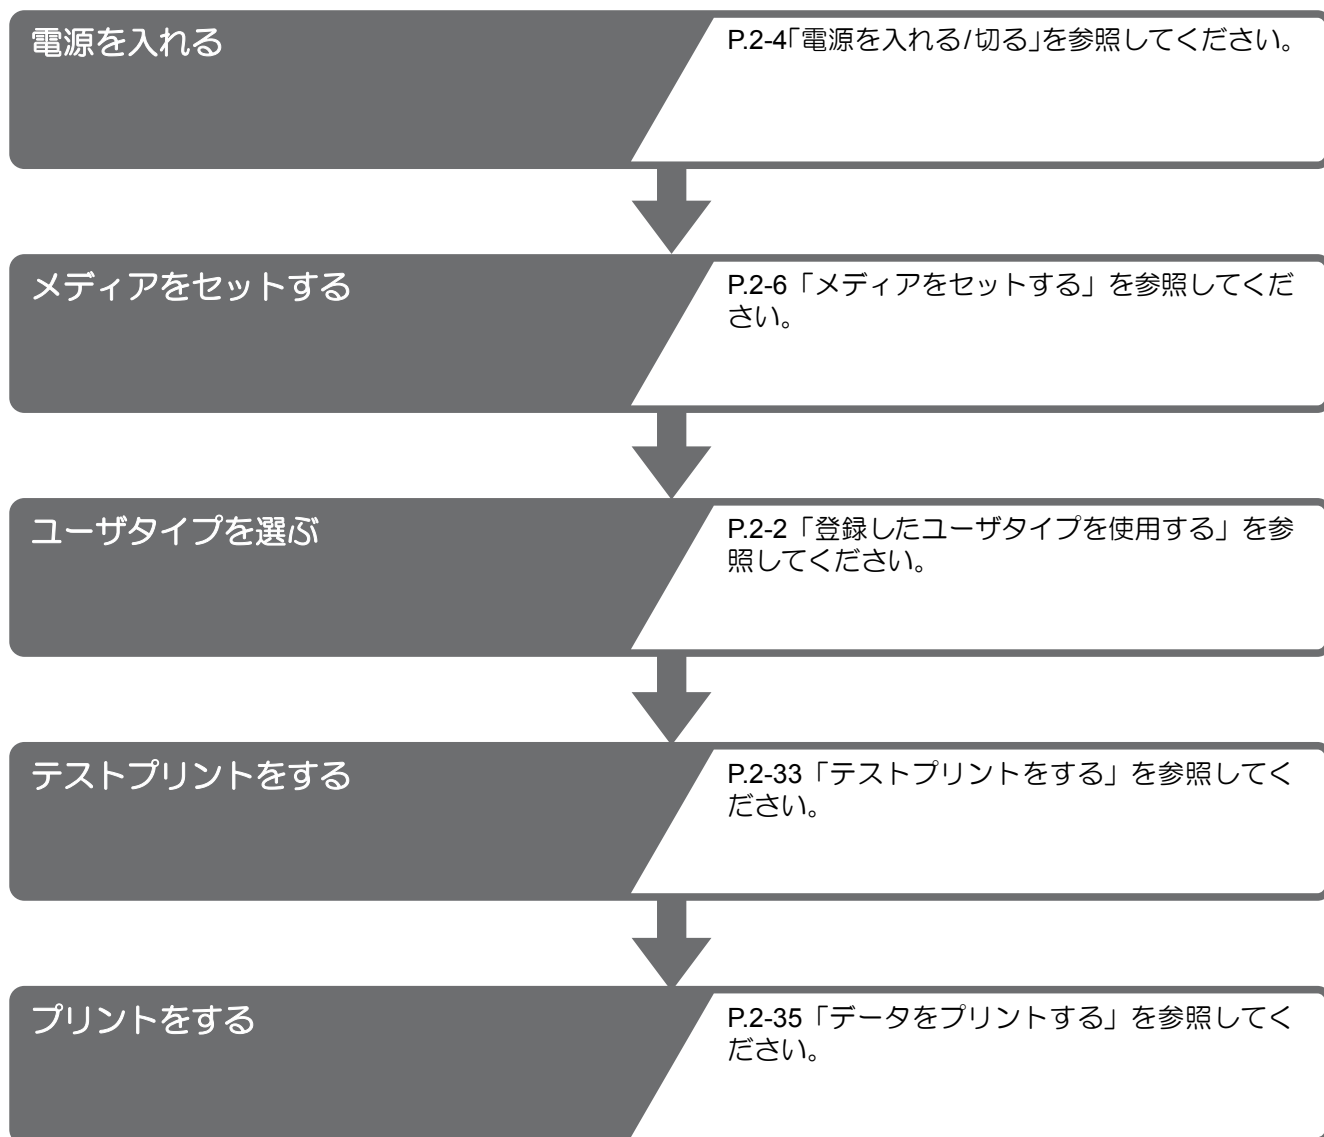 電源を入れる
P.2-4「電源を入れる/切る」を参照してください。
メディアをセットする
P.2-6「メディアをセットする」を参照してくだ
さい。
ユーザタイプを選ぶ
P.2-2「登録したユーザタイプを使用する」を参
照してください。
テストプリントをする
P.2-33「テストプリントをする」を参照してく
ださい。
プリントをする
P.2-35「データをプリントする」を参照してく
ださい。